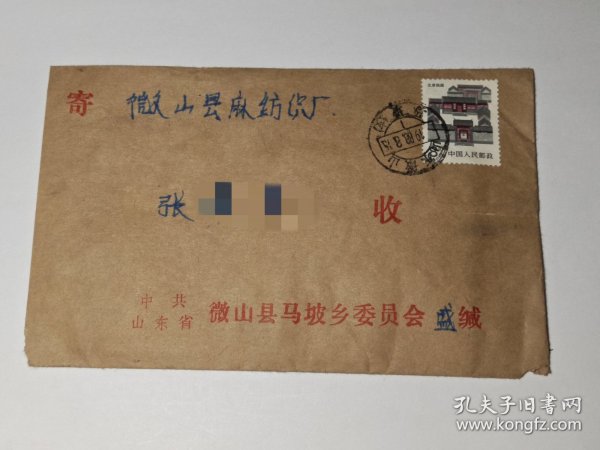 寄 微山县麻纺织厂.
北京民居
中国人民邮政
张 收
中共
山东省
微山县马坡乡委员会 盛 缄
孔夫子旧书网
www.kongfz.com